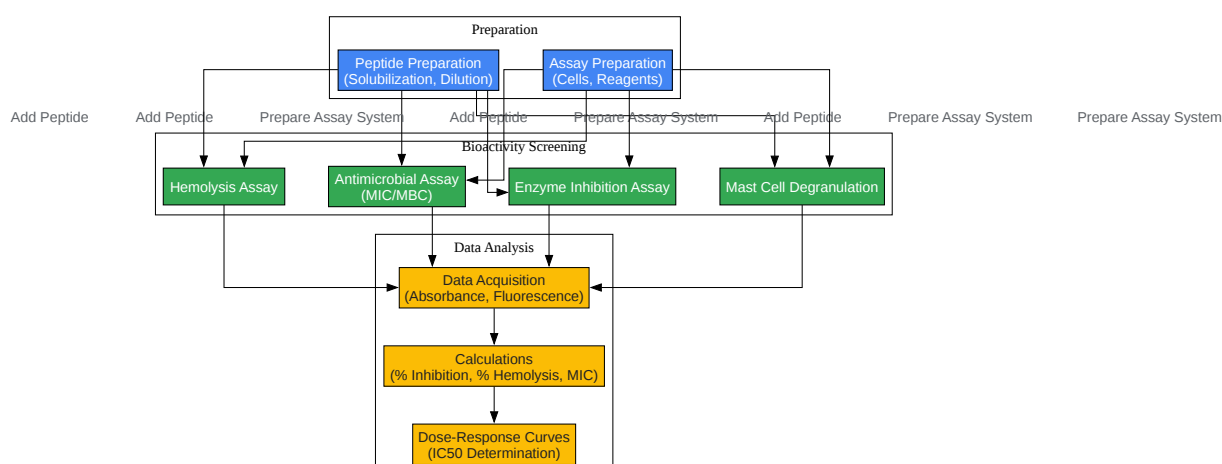 Preparation
Peptide Preparation
(Solubilization, Dilution)
Assay Preparation
(Cells, Reagents)
Add Peptide
Add Peptide
Prepare Assay System
Add Peptide
Prepare Assay System
Add Peptide
Prepare Assay System
Prepare Assay System
Bioactivity Screening
Hemolysis Assay
Antimicrobial Assay
(MIC/MBC)
Enzyme Inhibition Assay
Mast Cell Degranulation
Data Analysis
Data Acquisition
(Absorbance, Fluorescence)
Calculations
(% Inhibition, % Hemolysis, MIC)
Dose-Response Curves
(IC50 Determination)